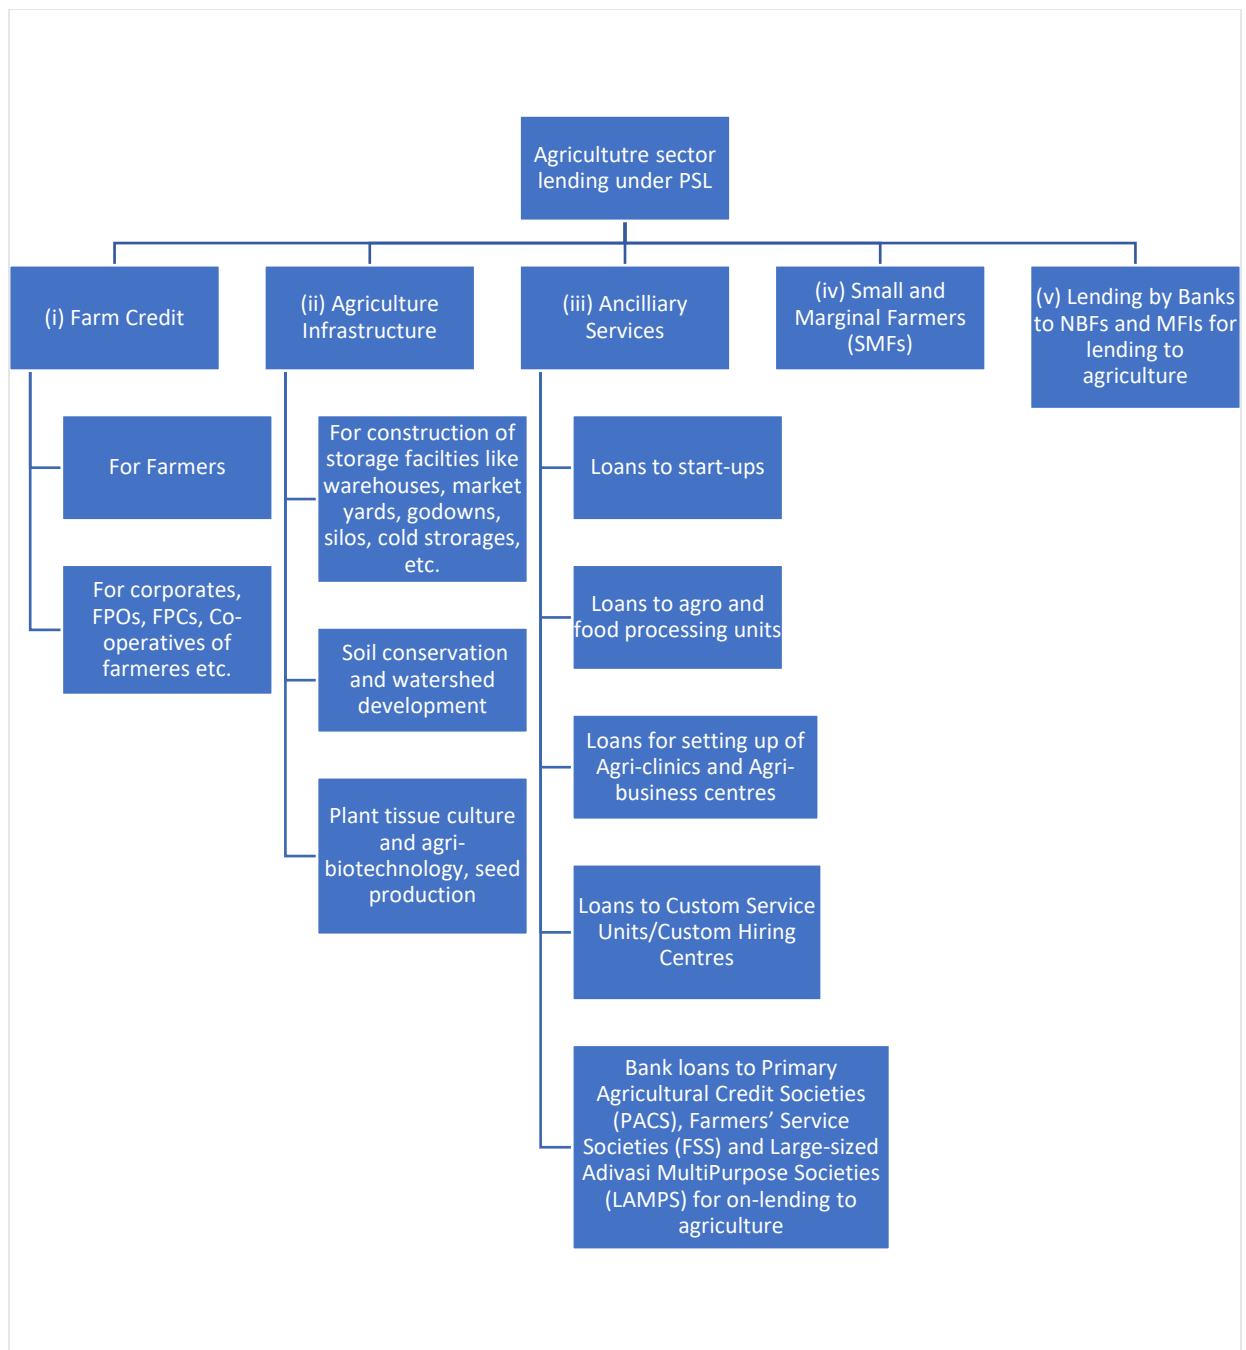 Agricultutre sector
lending under PSL
(i) Farm Credit
(ii) Agriculture
Infrastructure
(iii) Ancilliary
Services
(iv) Small and
Marginal Farmers
(SMFs)
(v) Lending by Banks
to NBFs and MFIs for
lending to
agriculture
For Farmers
For corporates,
FPOs, FPCs, Co-
operatives of
farmeres etc.
For construction of
storage facilties like
warehouses, market
yards, godowns,
silos, cold strorages,
etc.
Soil conservation
and watershed
development
Plant tissue culture
and agri-
biotechnology, seed
production
Loans to start-ups
Loans to agro and
food processing units
Loans for setting up of
Agri-clinics and Agri-
business centres
Loans to Custom Service
Units/Custom Hiring
Centres
Bank loans to Primary
Agricultural Credit Societies
(PACS), Farmers’ Service
Societies (FSS) and Large-sized
Adivasi MultiPurpose Societies
(LAMPS) for on-lending to
agriculture